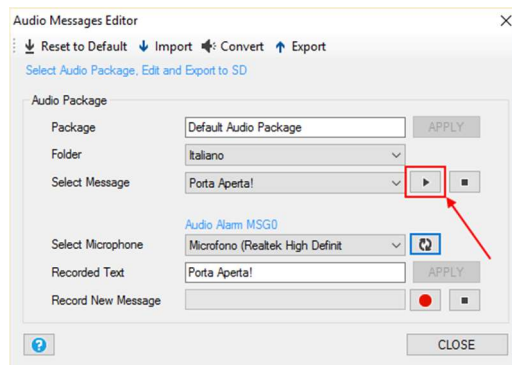 Audio Messages Editor
Reset to Default Import Convert Export
Select Audio Package, Edit and Export to SD
Audio Package
Package Default Audio Package APPLY
Folder Italiano
Select Message Porta Aperta!
Audio Alarm MSG0
Select Microphone Microfono (Realtek High Definit
Recorded Text Porta Aperta! APPLY
Record New Message
CLOSE